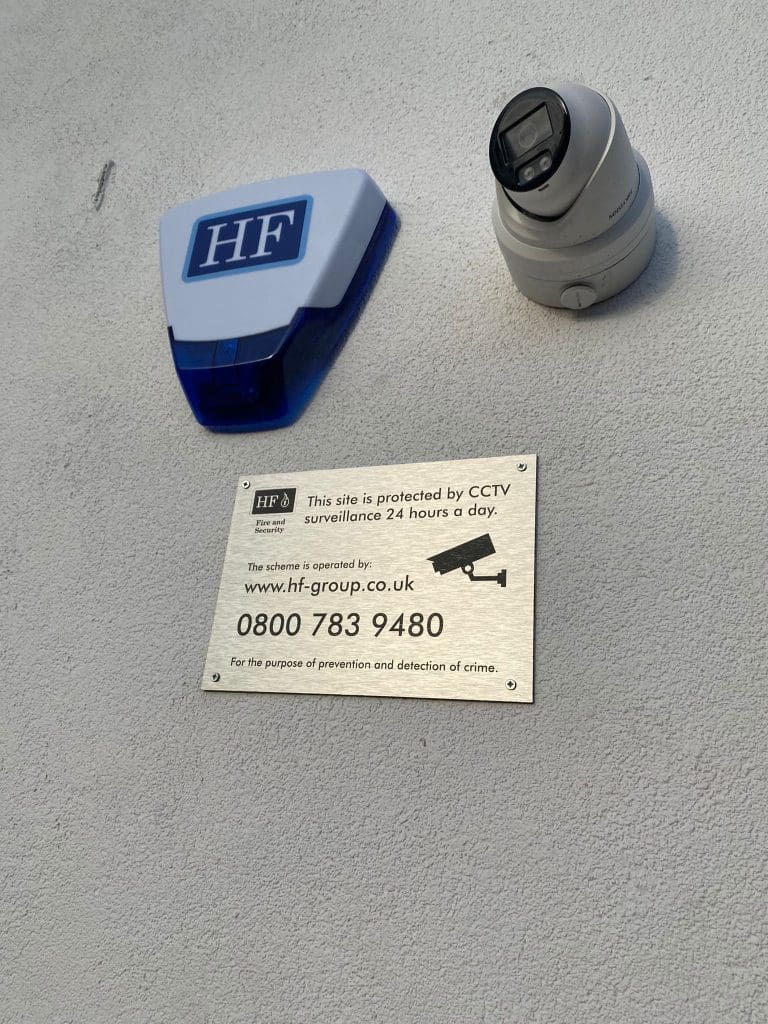 HF
HIKVISION
HF
Fire and
Security
This site is protected by CCTV
surveillance 24 hours a day.
The scheme is operated by:
www.hf-group.co.uk
0800 783 9480
For the purpose of prevention and detection of crime.